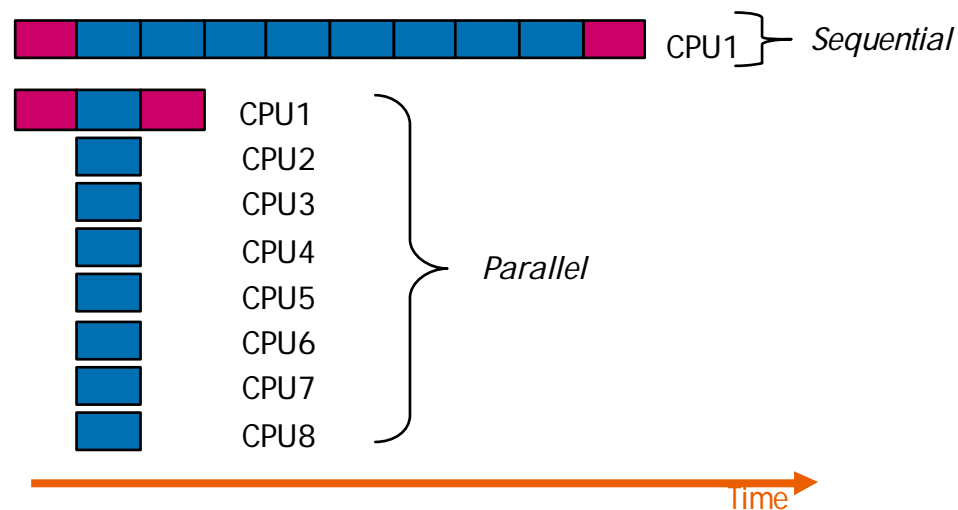 CPU1 Sequential
CPU1
CPU2
CPU3
CPU4
Parallel
CPU5
CPU6
CPU7
CPU8
Time